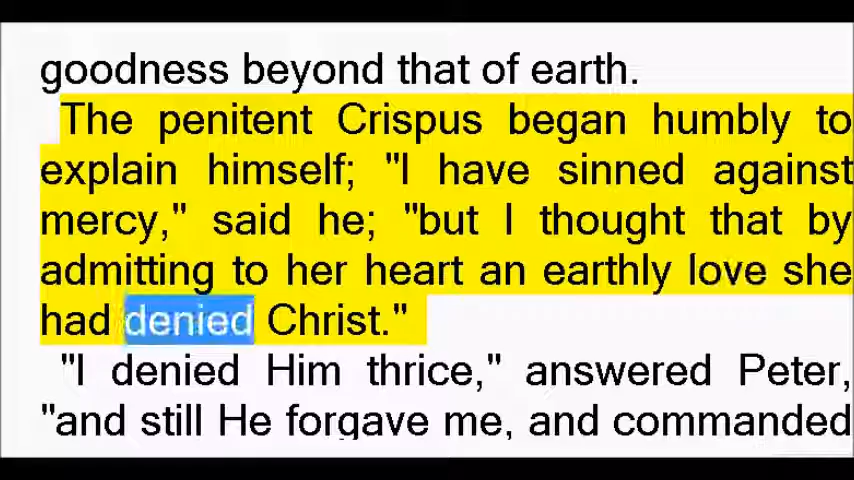 goodness beyond that of earth.
The penitent Crispus began humbly to
explain himself; "I have sinned against
mercy," said he; "but I thought that by
admitting to her heart an earthly love she
had denied Christ."
"I denied Him thrice," answered Peter,
"and still He forgave me, and commanded